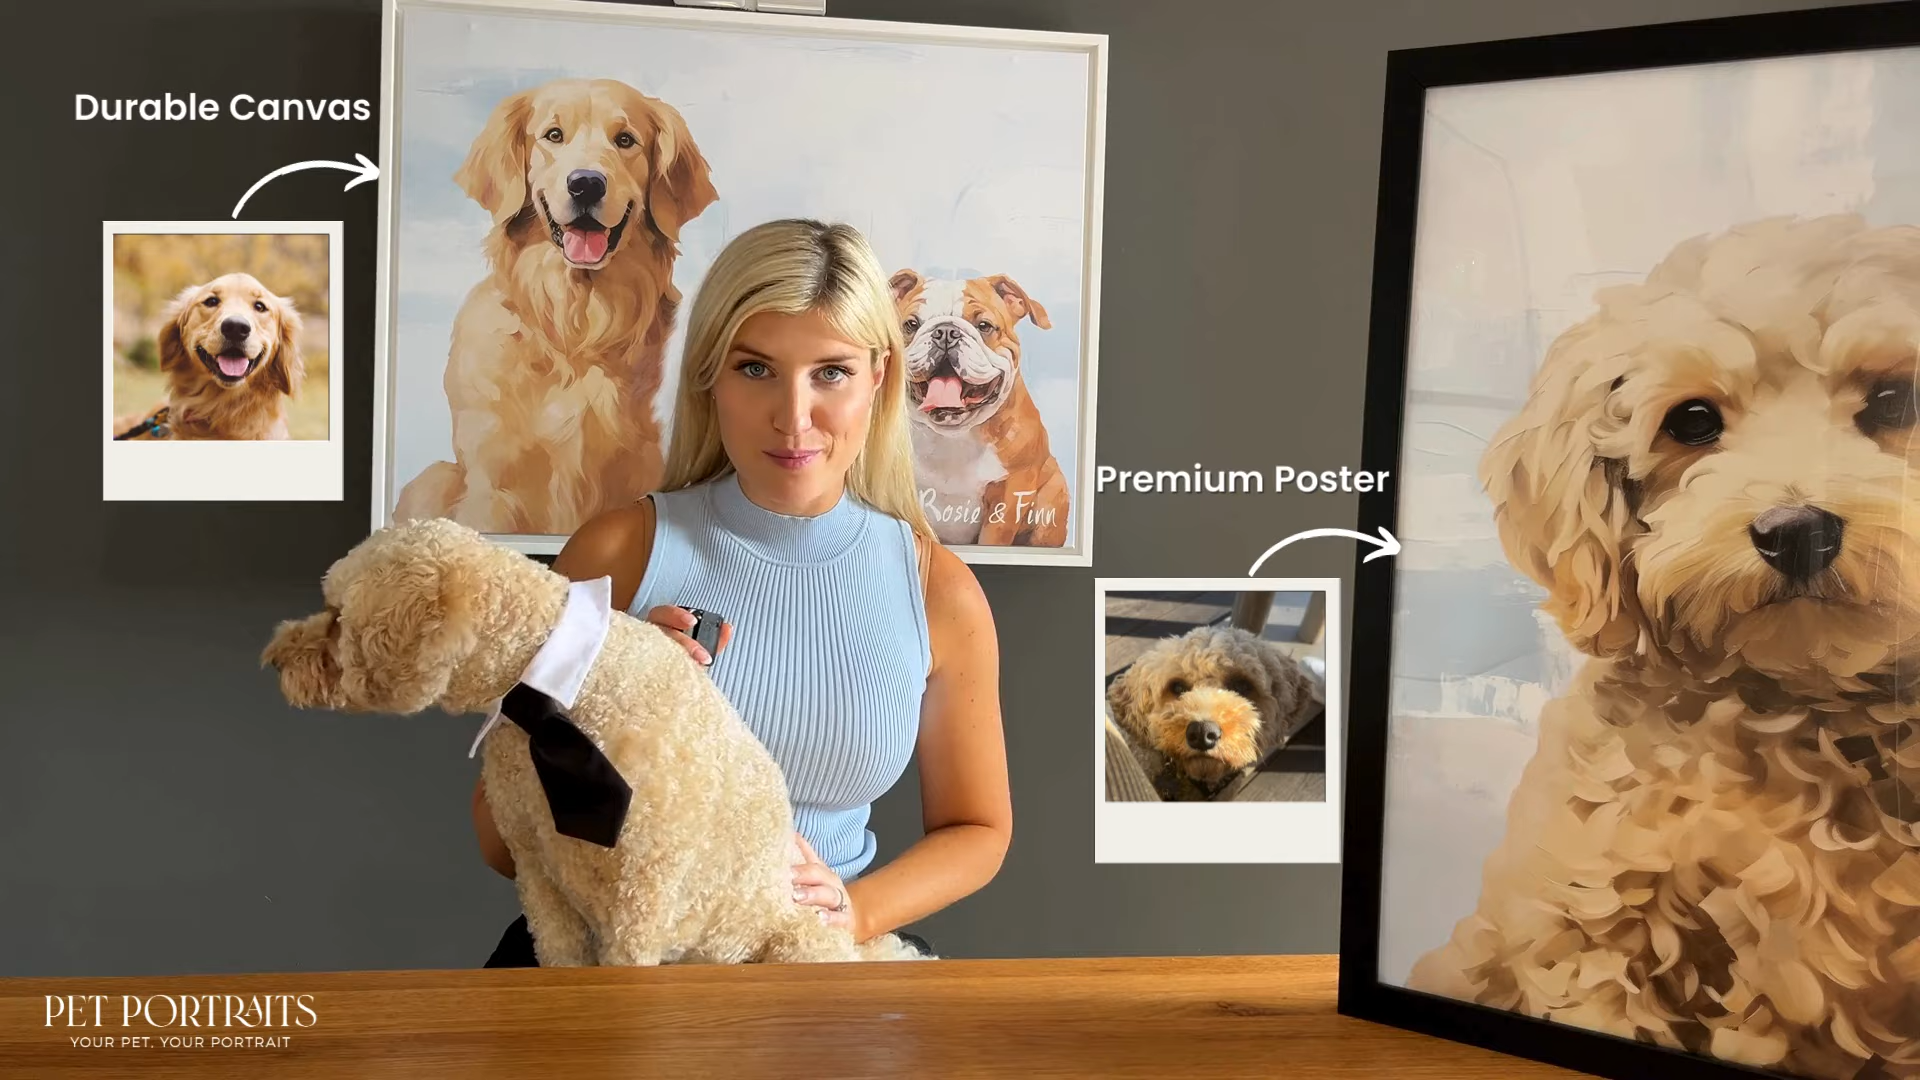 Durable Canvas
Rosie & Finn
Premium Poster
PET PORTRAITS
YOUR PET, YOUR PORTRAIT